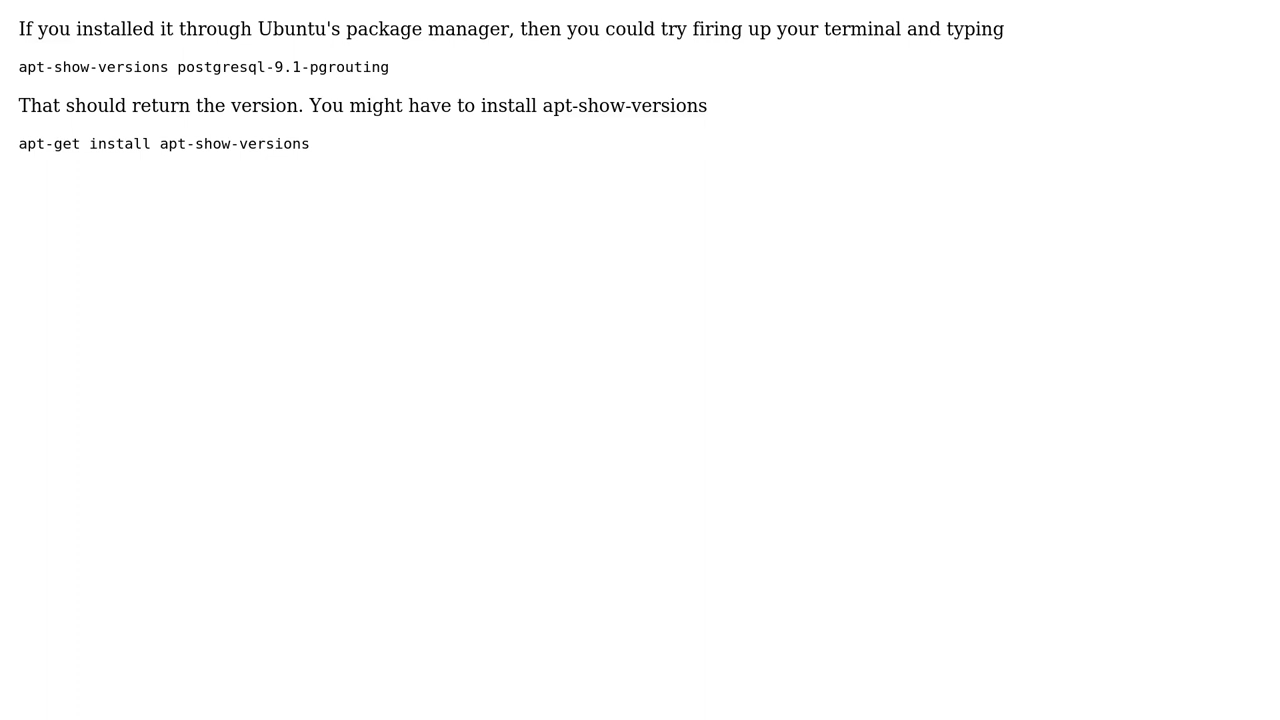 If you installed it through Ubuntu's package manager, then you could try firing up your terminal and typing
apt-show-versions postgresql-9.1-pgrouting
That should return the version. You might have to install apt-show-versions
apt-get install apt-show-versions